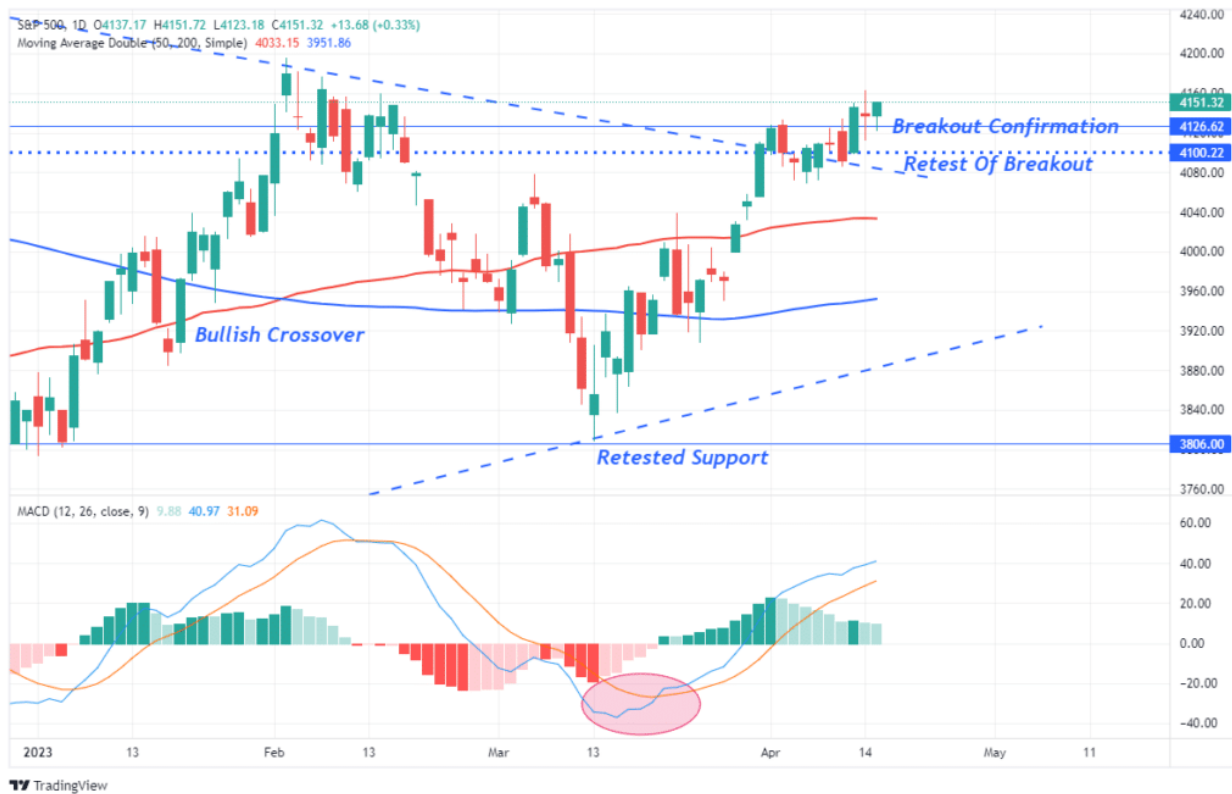 S&P 500, 1D O4137.17 H4151.72 L4123.18 C4151.32 +13.68 (+0.33%)
Moving Average Double (50, 200, Simple) 4033.15 3951.86
4240.00
4200.00
4160.00
4151.32
4126.62
4100.22
4080.00
4040.00
4000.00
3960.00
3920.00
3880.00
3840.00
3806.00
3760.00
Breakout Confirmation
Retest Of Breakout
Bullish Crossover
Retested Support
MACD (12, 26, close, 9) 9.88 40.97 31.09
60.00
40.00
20.00
0.00
−20.00
−40.00
2023 13 Feb 13 Mar 13 Apr 14 May 11
TradingView